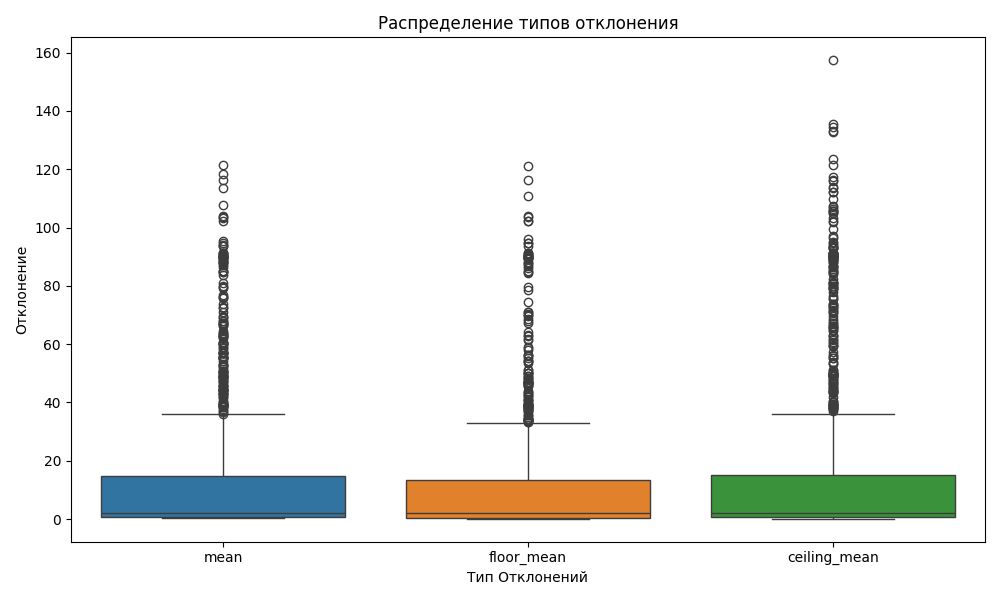 Распределение типов отклонения
160
140
120
100
80
60
40
20
0
Отклонение
mean floor_mean ceiling_mean
Тип Отклонений